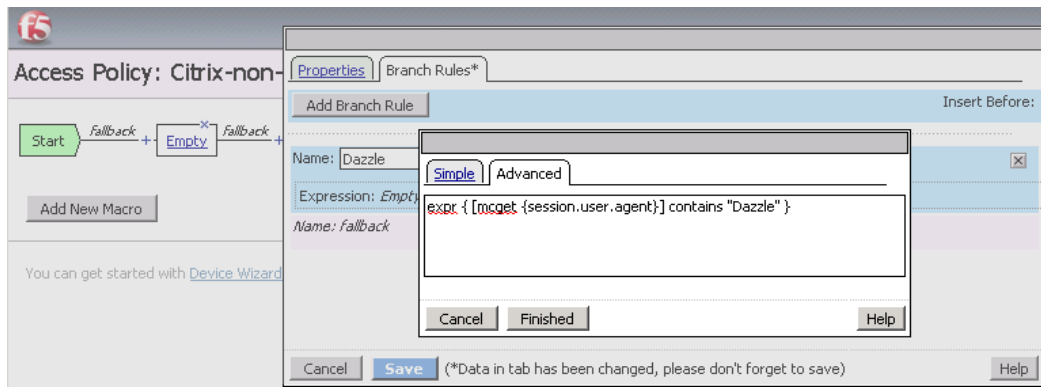 f5
Access Policy: Citrix-non-
Start
fallback
+
Empty
×
fallback
+
Add New Macro
You can get started with Device Wizard
Properties
Branch Rules*
Add Branch Rule
Insert Before:
Name: Dazzle
Expression: Empty
Name: fallback
Simple
Advanced
expr { [mcget {session.user.agent}] contains "Dazzle" }
Cancel
Finished
Help
Cancel
Save
(*Data in tab has been changed, please don't forget to save)
Help